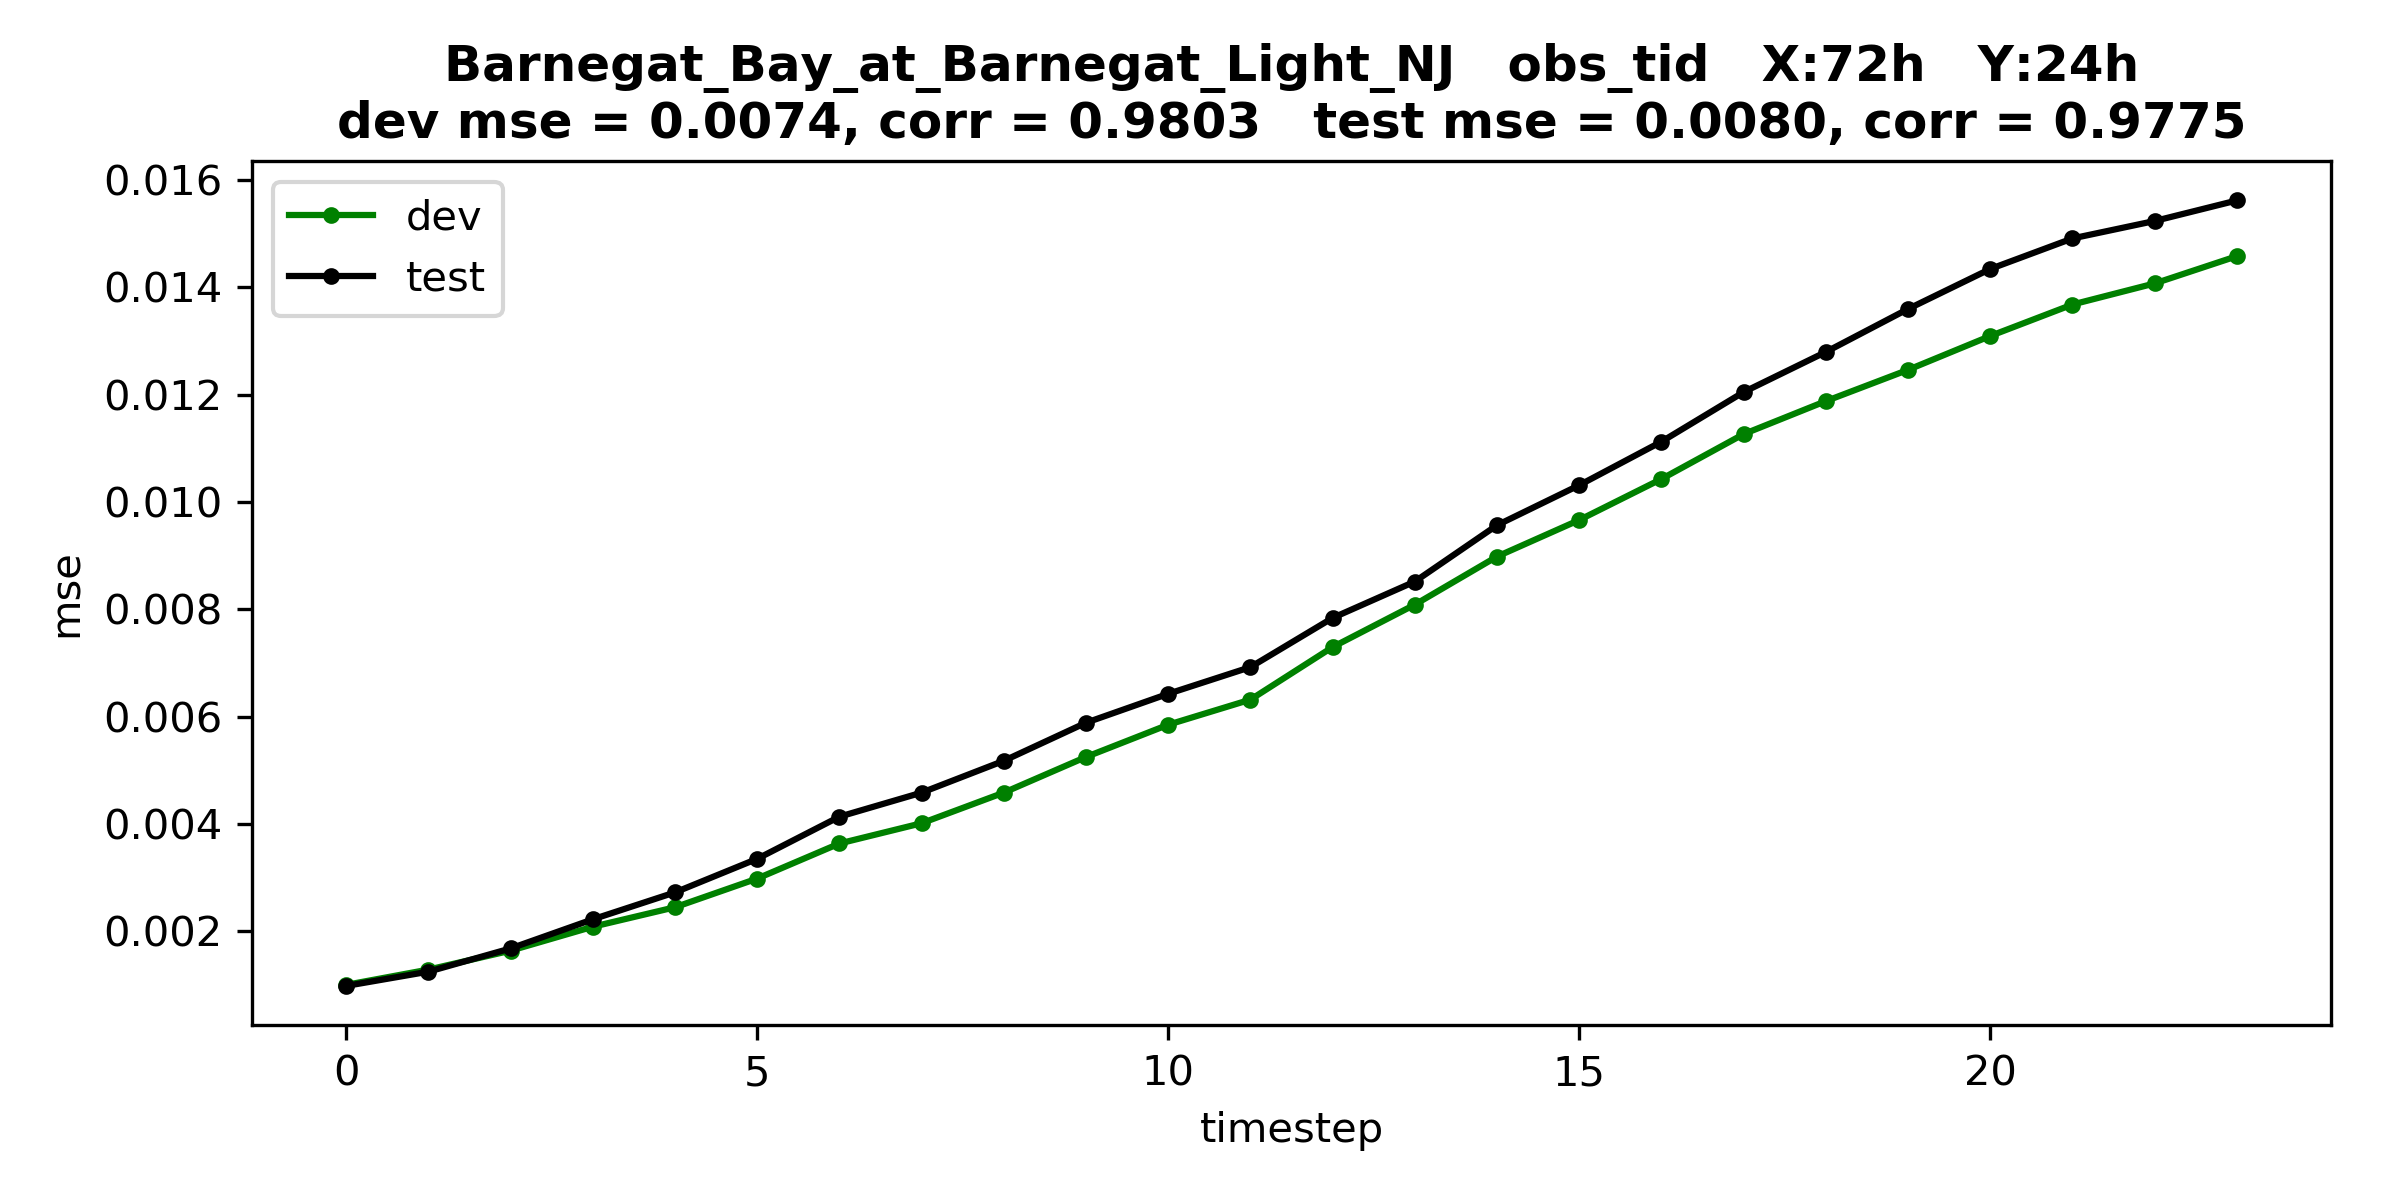 Barnegat_Bay_at_Barnegat_Light_NJ   obs_tid   X:72h   Y:24h
dev mse = 0.0074, corr = 0.9803   test mse = 0.0080, corr = 0.9775
dev
test
0.016
0.014
0.012
0.010
0.008
0.006
0.004
0.002
mse
0 5 10 15 20
timestep